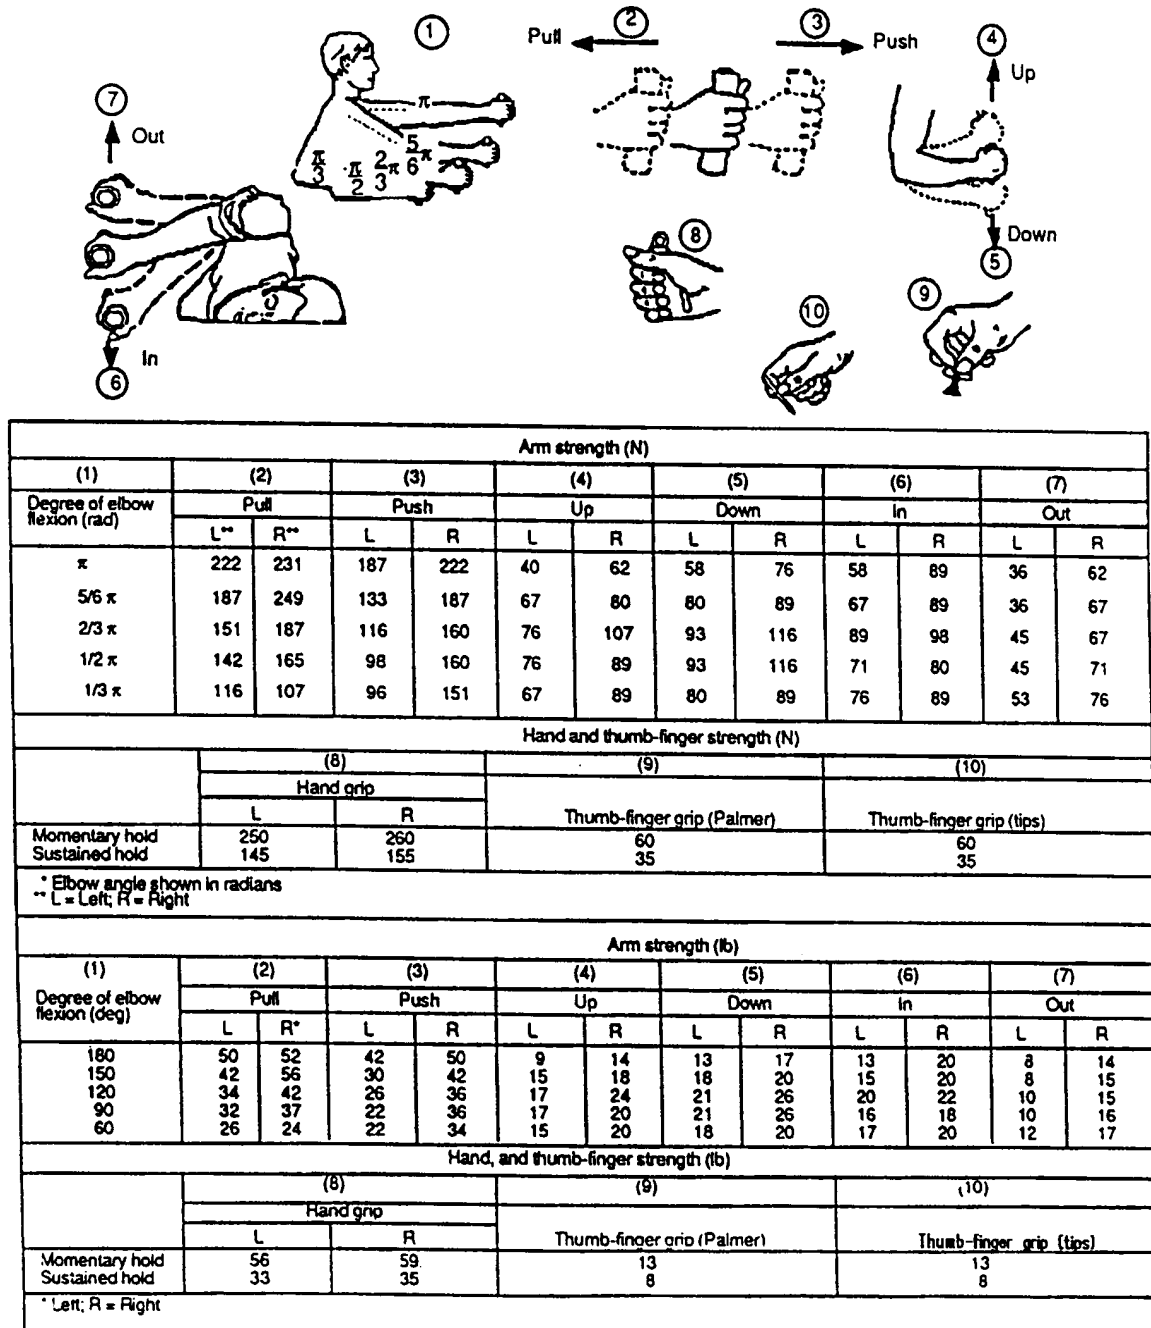 1
2
3
4
Pull
Push
Up
7
Out
π
π/3
π/2
2/3 π
5/6 π
Down
5
8
9
10
In
6
Arm strength (N)
(1) (2) (3) (4) (5) (6) (7)
Degree of elbow flexion (rad) Pull Push Up Down In Out
L** R** L R L R L R L R L R
π 222 231 187 222 40 62 58 76 58 89 36 62
5/6 π 187 249 133 187 67 80 80 89 67 89 36 67
2/3 π 151 187 116 160 76 107 93 116 89 98 45 67
1/2 π 142 165 98 160 76 89 93 116 71 80 45 71
1/3 π 116 107 96 151 67 89 80 89 76 89 53 76
Hand and thumb-finger strength (N)
(8) (9) (10)
Hand grip
L R Thumb-finger grip (Palmer) Thumb-finger grip (tips)
Momentary hold 250 260 60 60
Sustained hold 145 155 35 35
* Elbow angle shown in radians
** L = Left; R = Right
Arm strength (lb)
(1) (2) (3) (4) (5) (6) (7)
Degree of elbow flexion (deg) Pull Push Up Down In Out
L R* L R L R L R L R L R
180 50 52 42 50 9 14 13 17 13 20 8 14
150 42 56 30 42 15 18 18 20 15 20 8 15
120 34 42 26 36 17 24 21 26 20 22 10 15
90 32 37 22 36 17 20 21 26 16 18 10 16
60 26 24 22 34 15 20 18 20 17 20 12 17
Hand, and thumb-finger strength (lb)
(8) (9) (10)
Hand grip
L R Thumb-finger grip (Palmer) Thumb-finger grip (tips)
Momentary hold 56 59 13 13
Sustained hold 33 35 8 8
* Left; R = Right